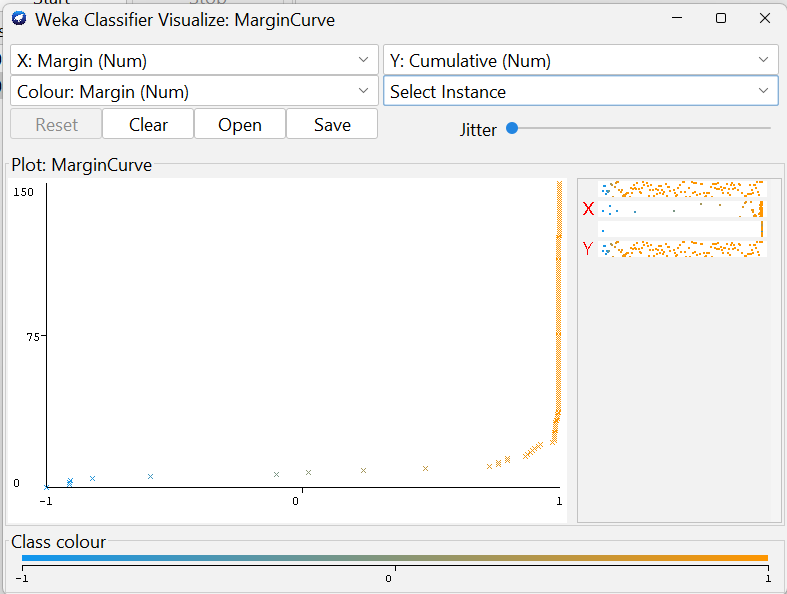 Weka Classifier Visualize: MarginCurve
X: Margin (Num)
Y: Cumulative (Num)
Colour: Margin (Num)
Select Instance
Reset
Clear
Open
Save
Jitter
Plot: MarginCurve
150
75
0
-1
0
1
X
Y
Class colour
-1
0
1